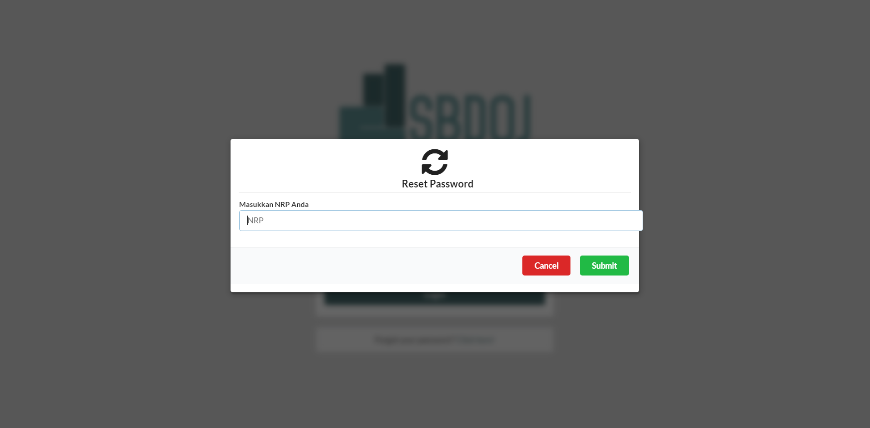 SBDOJ
Reset Password
Masukkan NRP Anda
NRP
Cancel
Submit